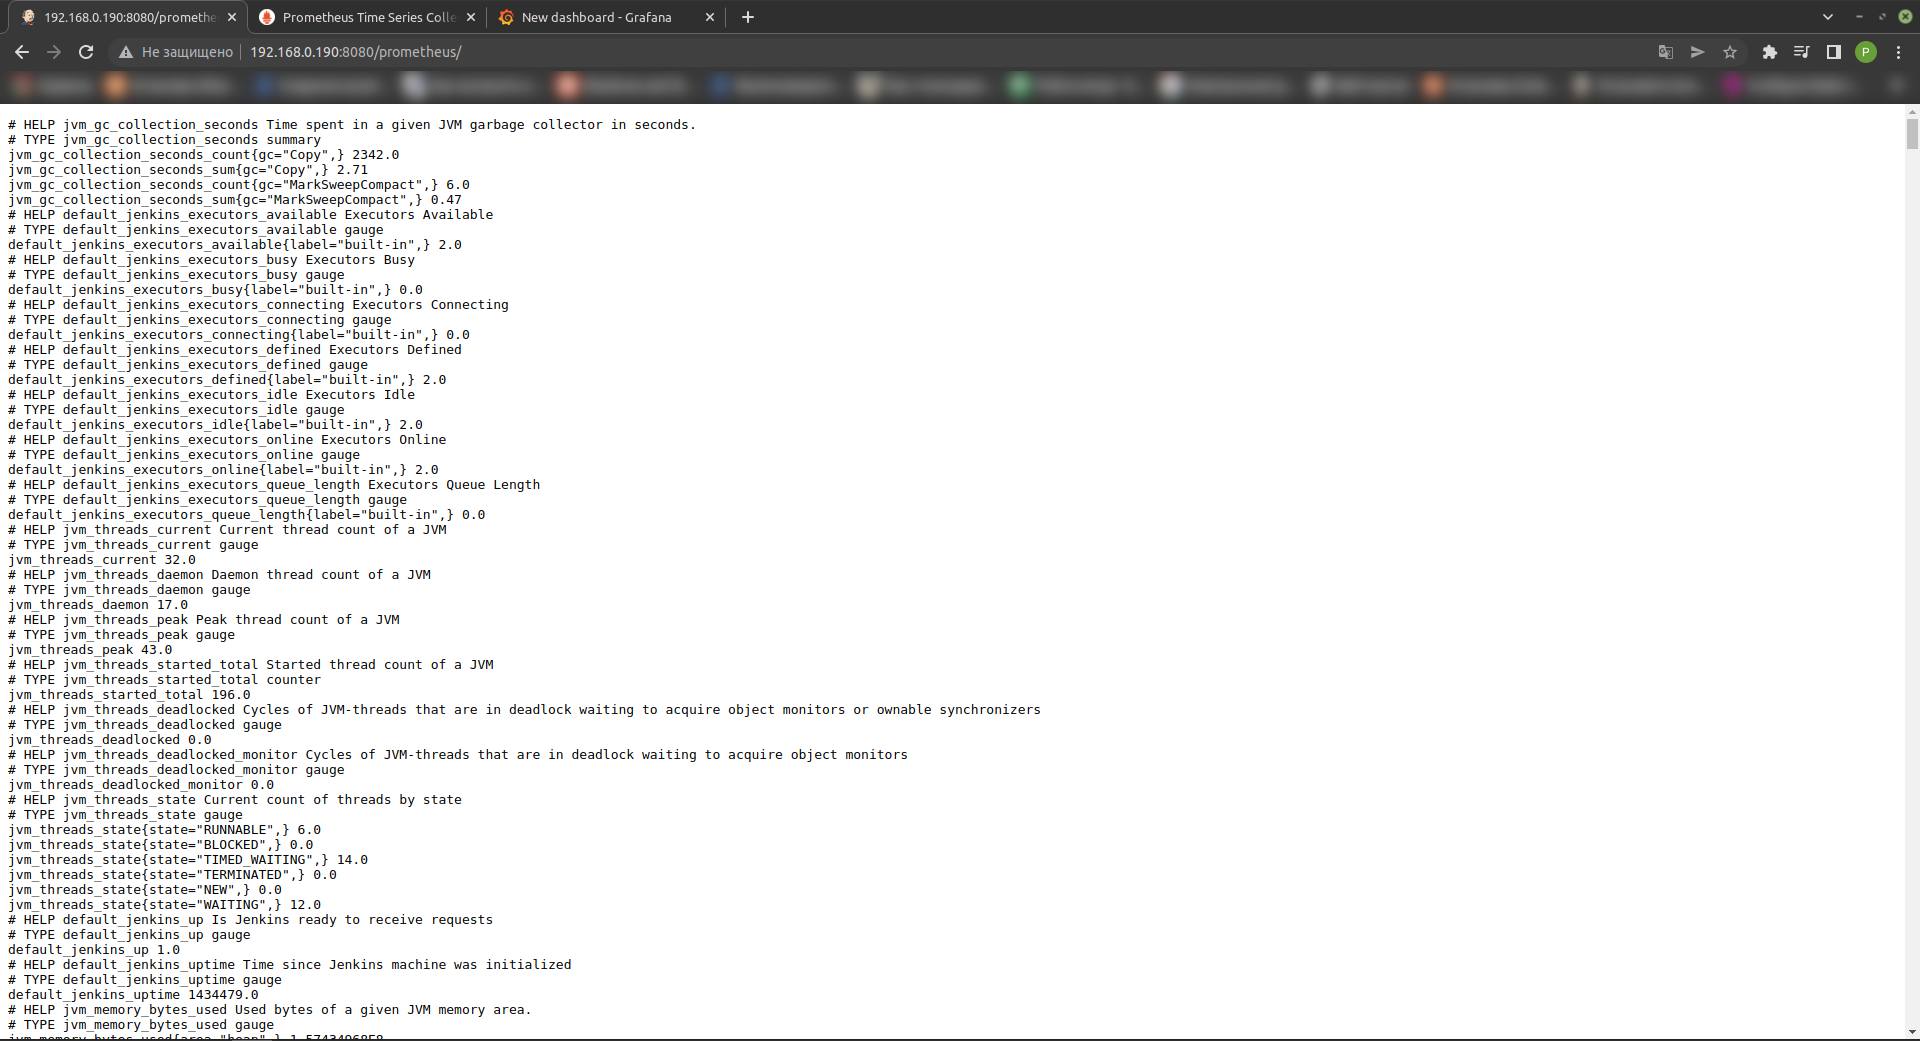 192.168.0.190:8080/promethe
Prometheus Time Series Colle
New dashboard - Grafana
Не защищено
192.168.0.190:8080/prometheus/
P
# HELP jvm_gc_collection_seconds Time spent in a given JVM garbage collector in seconds.
# TYPE jvm_gc_collection_seconds summary
jvm_gc_collection_seconds_count{gc="Copy",} 2342.0
jvm_gc_collection_seconds_sum{gc="Copy",} 2.71
jvm_gc_collection_seconds_count{gc="MarkSweepCompact",} 6.0
jvm_gc_collection_seconds_sum{gc="MarkSweepCompact",} 0.47
# HELP default_jenkins_executors_available Executors Available
# TYPE default_jenkins_executors_available gauge
default_jenkins_executors_available{label="built-in",} 2.0
# HELP default_jenkins_executors_busy Executors Busy
# TYPE default_jenkins_executors_busy gauge
default_jenkins_executors_busy{label="built-in",} 0.0
# HELP default_jenkins_executors_connecting Executors Connecting
# TYPE default_jenkins_executors_connecting gauge
default_jenkins_executors_connecting{label="built-in",} 0.0
# HELP default_jenkins_executors_defined Executors Defined
# TYPE default_jenkins_executors_defined gauge
default_jenkins_executors_defined{label="built-in",} 2.0
# HELP default_jenkins_executors_idle Executors Idle
# TYPE default_jenkins_executors_idle gauge
default_jenkins_executors_idle{label="built-in",} 2.0
# HELP default_jenkins_executors_online Executors Online
# TYPE default_jenkins_executors_online gauge
default_jenkins_executors_online{label="built-in",} 2.0
# HELP default_jenkins_executors_queue_length Executors Queue Length
# TYPE default_jenkins_executors_queue_length gauge
default_jenkins_executors_queue_length{label="built-in",} 0.0
# HELP jvm_threads_current Current thread count of a JVM
# TYPE jvm_threads_current gauge
jvm_threads_current 32.0
# HELP jvm_threads_daemon Daemon thread count of a JVM
# TYPE jvm_threads_daemon gauge
jvm_threads_daemon 17.0
# HELP jvm_threads_peak Peak thread count of a JVM
# TYPE jvm_threads_peak gauge
jvm_threads_peak 43.0
# HELP jvm_threads_started_total Started thread count of a JVM
# TYPE jvm_threads_started_total counter
jvm_threads_started_total 196.0
# HELP jvm_threads_deadlocked Cycles of JVM-threads that are in deadlock waiting to acquire object monitors or ownable synchronizers
# TYPE jvm_threads_deadlocked gauge
jvm_threads_deadlocked 0.0
# HELP jvm_threads_deadlocked_monitor Cycles of JVM-threads that are in deadlock waiting to acquire object monitors
# TYPE jvm_threads_deadlocked_monitor gauge
jvm_threads_deadlocked_monitor 0.0
# HELP jvm_threads_state Current count of threads by state
# TYPE jvm_threads_state gauge
jvm_threads_state{state="RUNNABLE",} 6.0
jvm_threads_state{state="BLOCKED",} 0.0
jvm_threads_state{state="TIMED_WAITING",} 14.0
jvm_threads_state{state="TERMINATED",} 0.0
jvm_threads_state{state="NEW",} 0.0
jvm_threads_state{state="WAITING",} 12.0
# HELP default_jenkins_up Is Jenkins ready to receive requests
# TYPE default_jenkins_up gauge
default_jenkins_up 1.0
# HELP default_jenkins_uptime Time since Jenkins machine was initialized
# TYPE default_jenkins_uptime gauge
default_jenkins_uptime 1434479.0
# HELP jvm_memory_bytes_used Used bytes of a given JVM memory area.
# TYPE jvm_memory_bytes_used gauge
jvm_memory_bytes_used{area="heap",} 1.57434968E8